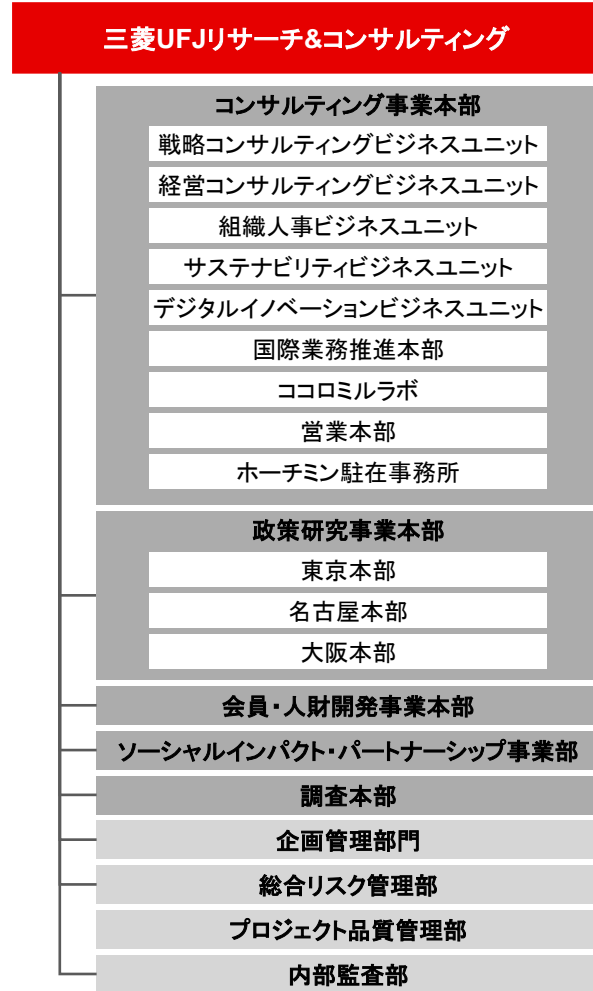 三菱UFJリサーチ&コンサルティング
コンサルティング事業本部
戦略コンサルティングビジネスユニット
経営コンサルティングビジネスユニット
組織人事ビジネスユニット
サステナビリティビジネスユニット
デジタルイノベーションビジネスユニット
国際業務推進本部
ココロミルラボ
営業本部
ホーチミン駐在事務所
政策研究事業本部
東京本部
名古屋本部
大阪本部
会員・人財開発事業本部
ソーシャルインパクト・パートナーシップ事業部
調査本部
企画管理部門
総合リスク管理部
プロジェクト品質管理部
内部監査部